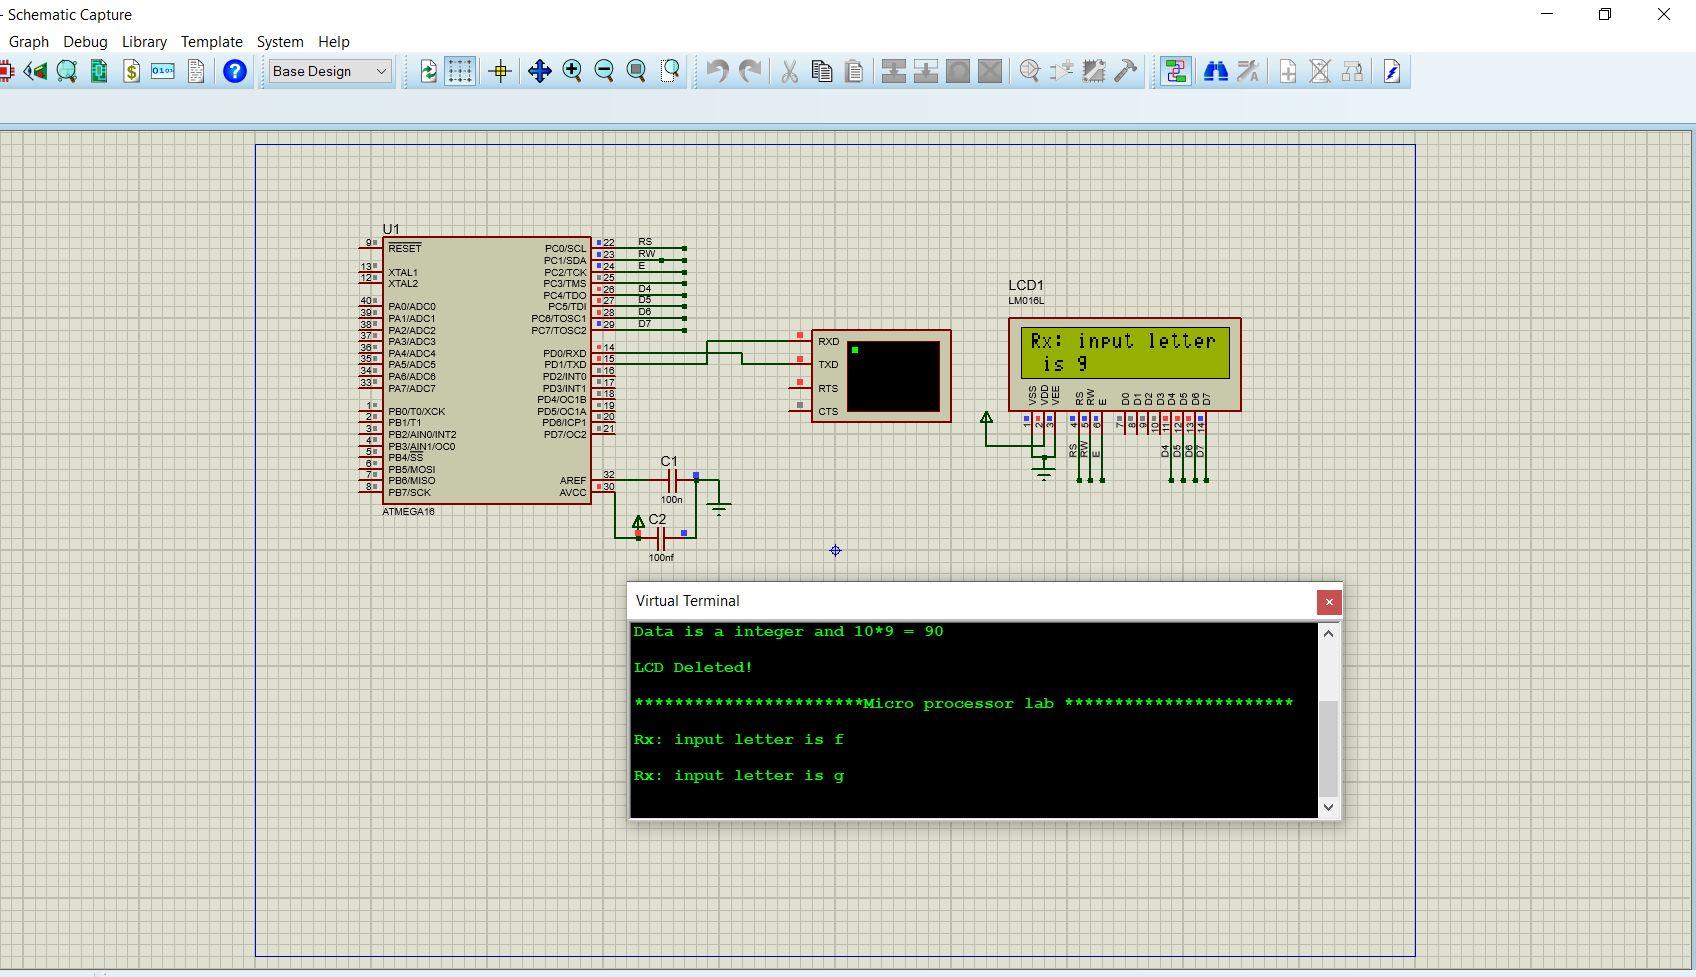 - Schematic Capture
Graph Debug Library Template System Help
Base Design
U1
9 RESET
13 XTAL1
12 XTAL2
40 PA0/ADC0
39 PA1/ADC1
38 PA2/ADC2
37 PA3/ADC3
36 PA4/ADC4
35 PA5/ADC5
34 PA6/ADC6
33 PA7/ADC7
1 PB0/T0/XCK
2 PB1/T1
3 PB2/AIN0/INT2
4 PB3/AIN1/OC0
5 PB4/SS
6 PB5/MOSI
7 PB6/MISO
8 PB7/SCK
PC0/SCL 22 RS
PC1/SDA 23 RW
PC2/TCK 24 E
PC3/TMS 25
PC4/TDO 26 D4
PC5/TDI 27 D5
PC6/TOSC1 28 D6
PC7/TOSC2 29 D7
PD0/RXD 14
PD1/TXD 15
PD2/INT0 16
PD3/INT1 17
PD4/OC1B 18
PD5/OC1A 19
PD6/ICP1 20
PD7/OC2 21
AREF 32
AVCC 30
ATMEGA16
C1
100n
C2
100nf
RXD
TXD
RTS
CTS
LCD1
LM016L
Rx: input letter
is g
VSS VDD VEE RS RW E D0 D1 D2 D3 D4 D5 D6 D7
1 2 3 4 5 6 7 8 9 10 11 12 13 14
RS RW E D4 D5 D6 D7
Virtual Terminal
Data is a integer and 10*9 = 90
LCD Deleted!
***********************Micro processor lab ***********************
Rx: input letter is f
Rx: input letter is g